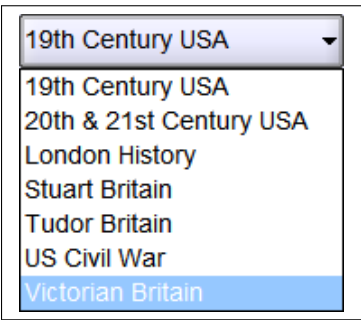 19th Century USA
19th Century USA
20th & 21st Century USA
London History
Stuart Britain
Tudor Britain
US Civil War
Victorian Britain